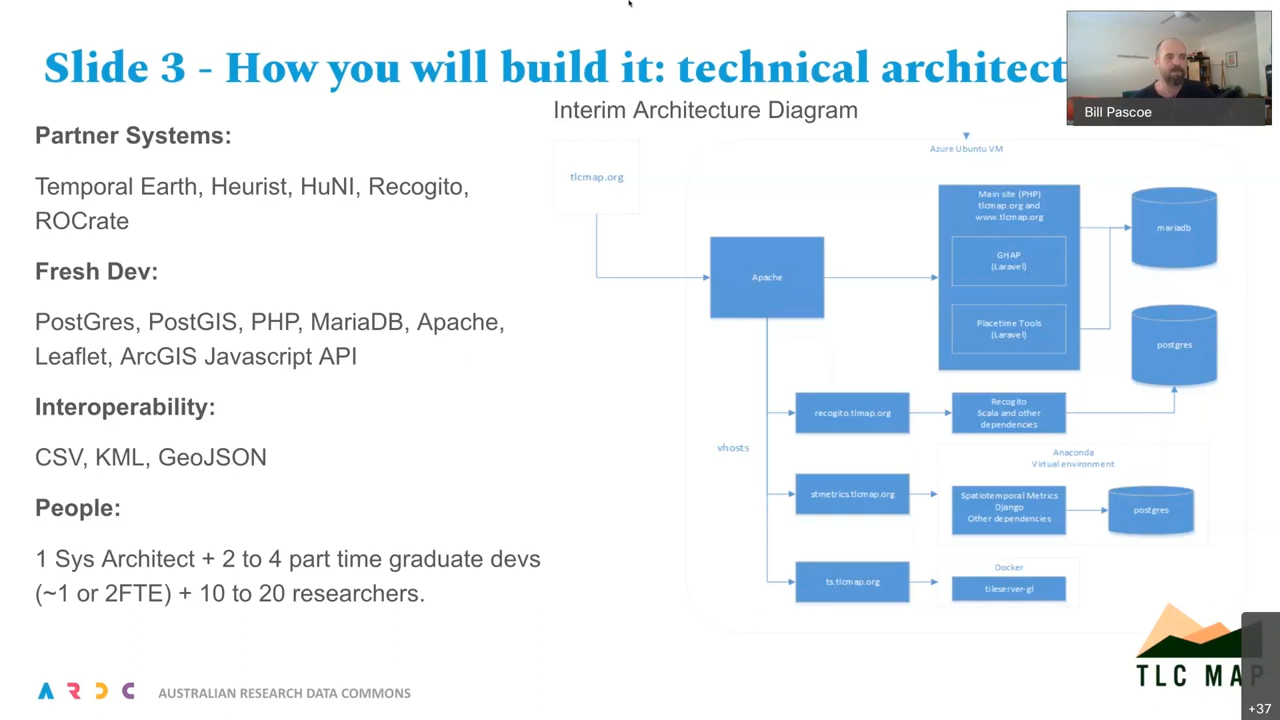 Slide 3 - How you will build it: technical architect
Bill Pascoe
Interim Architecture Diagram
Partner Systems:
Temporal Earth, Heurist, HuNI, Recogito,
ROCrate
Fresh Dev:
PostGres, PostGIS, PHP, MariaDB, Apache,
Leaflet, ArcGIS Javascript API
Interoperability:
CSV, KML, GeoJSON
People:
1 Sys Architect + 2 to 4 part time graduate devs
(~1 or 2FTE) + 10 to 20 researchers.
Azure Ubuntu VM
tlcmap.org
Apache
Main site (PHP)
tlcmap.org and
www.tlcmap.org
GHAP
(Laravel)
Placetime Tools
(Laravel)
mariadb
postgres
vhosts
recogito.tlmap.org
Recogito
Scala and other
dependencies
Anaconda
Virtual environment
stmetrics.tlcmap.org
Spatiotemporal Metrics
Django
Other dependencies
postgres
ts.tlcmap.org
Docker
tileserver-gl
TLC MAP
A R D C AUSTRALIAN RESEARCH DATA COMMONS
+37